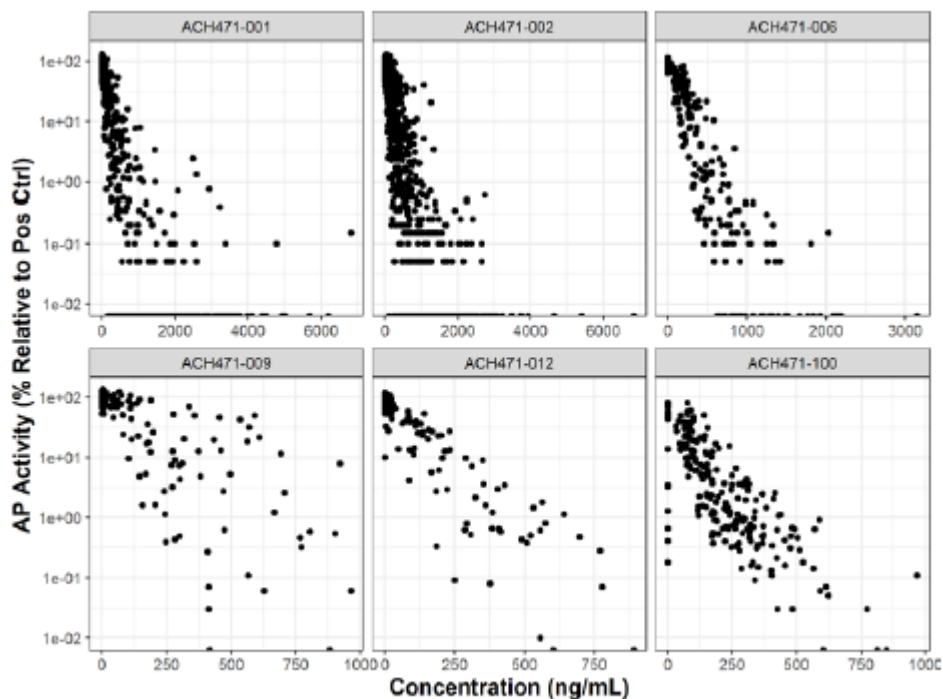 ACH471-001 ACH471-002 ACH471-006
1e+02
1e+01
1e+00
1e-01
1e-02
0 2000 4000 6000 0 2000 4000 6000 0 1000 2000 3000
ACH471-009 ACH471-012 ACH471-100
1e+02
1e+01
1e+00
1e-01
1e-02
0 250 500 750 1000 0 250 500 750 0 250 500 750 1000
AP Activity (% Relative to Pos Ctrl)
Concentration (ng/mL)